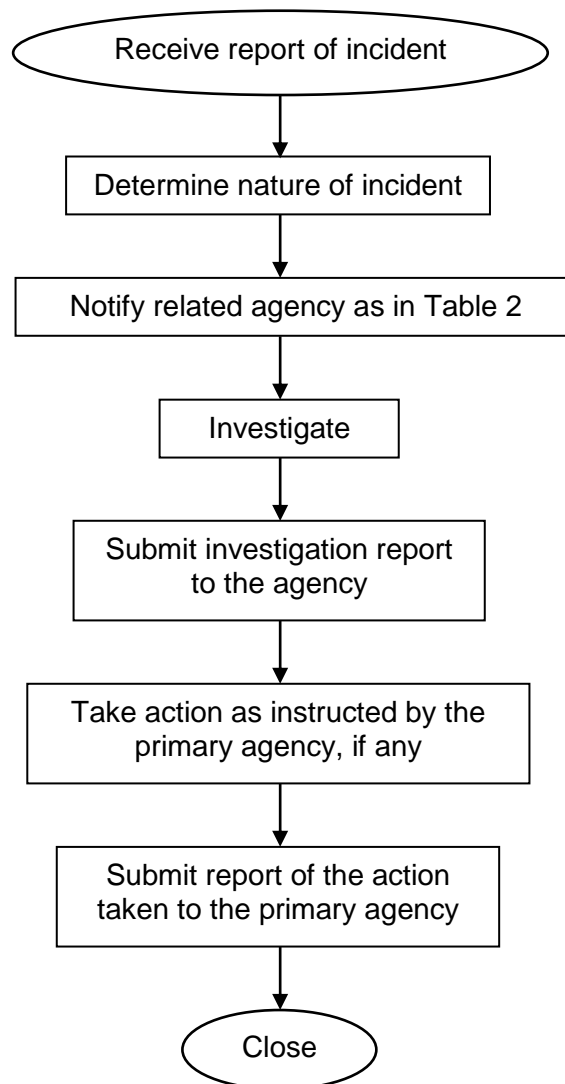 Receive report of incident
Determine nature of incident
Notify related agency as in Table 2
Investigate
Submit investigation report
to the agency
Take action as instructed by the
primary agency, if any
Submit report of the action
taken to the primary agency
Close